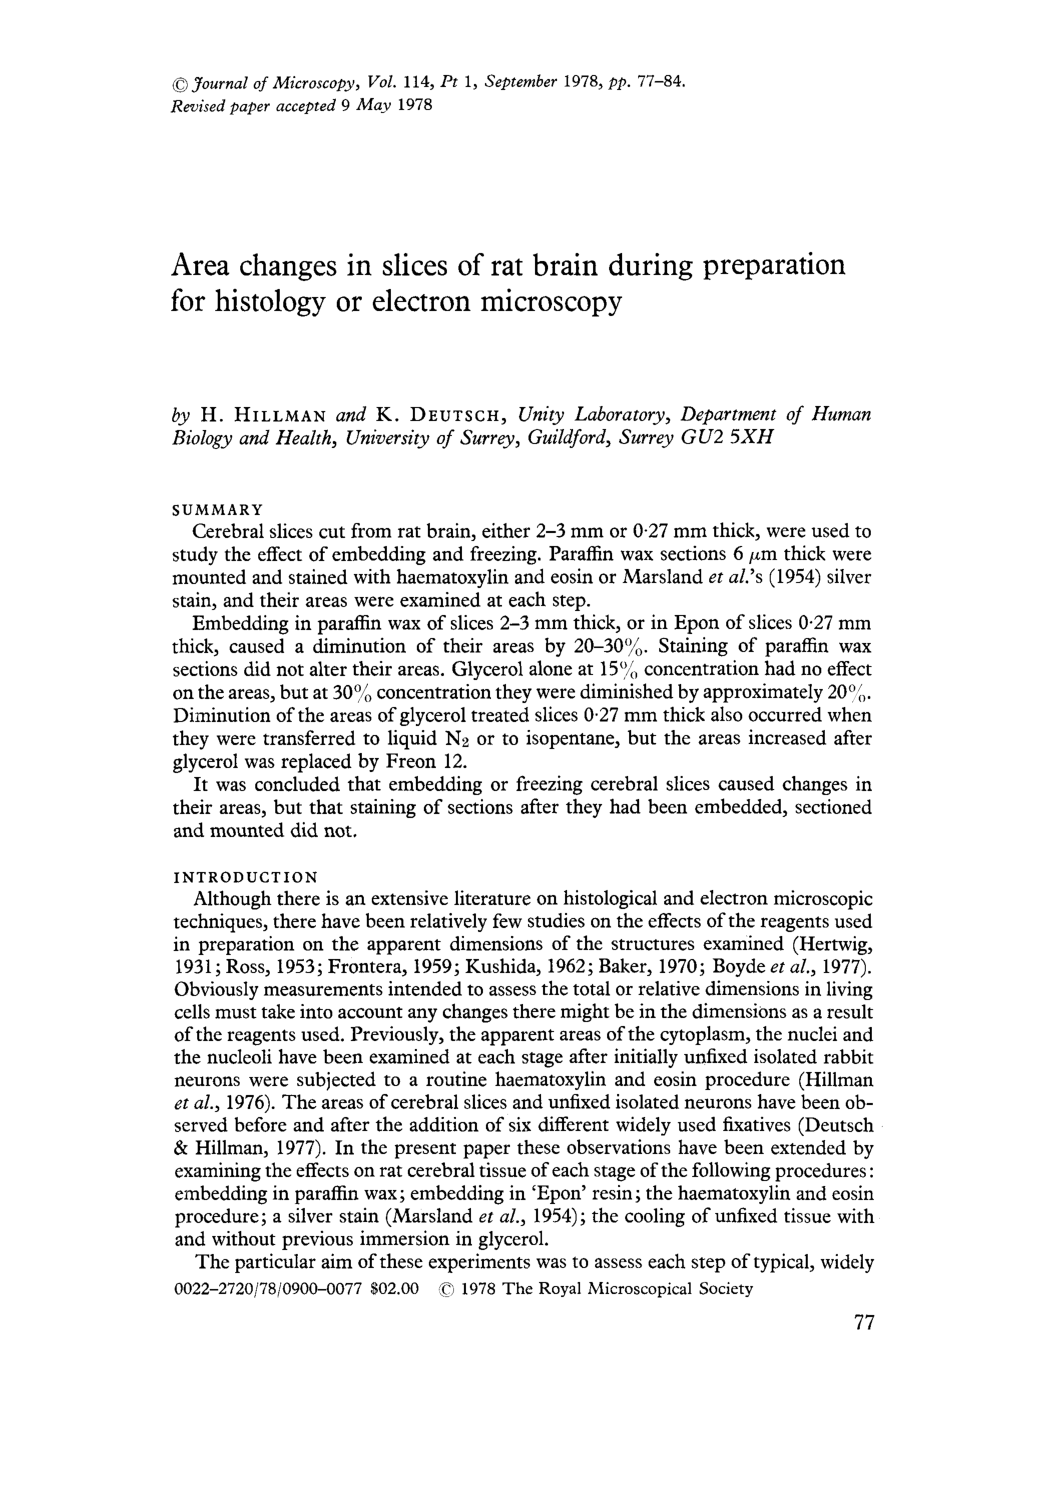 © Journal of Microscopy, Vol. 114, Pt 1, September 1978, pp. 77–84.
Revised paper accepted 9 May 1978
Area changes in slices of rat brain during preparation
for histology or electron microscopy
by H. HILLMAN and K. DEUTSCH, Unity Laboratory, Department of Human
Biology and Health, University of Surrey, Guildford, Surrey GU2 5XH
SUMMARY
Cerebral slices cut from rat brain, either 2–3 mm or 0·27 mm thick, were used to
study the effect of embedding and freezing. Paraffin wax sections 6 μm thick were
mounted and stained with haematoxylin and eosin or Marsland et al.'s (1954) silver
stain, and their areas were examined at each step.
Embedding in paraffin wax of slices 2–3 mm thick, or in Epon of slices 0·27 mm
thick, caused a diminution of their areas by 20–30%. Staining of paraffin wax
sections did not alter their areas. Glycerol alone at 15% concentration had no effect
on the areas, but at 30% concentration they were diminished by approximately 20%.
Diminution of the areas of glycerol treated slices 0·27 mm thick also occurred when
they were transferred to liquid N₂ or to isopentane, but the areas increased after
glycerol was replaced by Freon 12.
It was concluded that embedding or freezing cerebral slices caused changes in
their areas, but that staining of sections after they had been embedded, sectioned
and mounted did not.
INTRODUCTION
Although there is an extensive literature on histological and electron microscopic
techniques, there have been relatively few studies on the effects of the reagents used
in preparation on the apparent dimensions of the structures examined (Hertwig,
1931; Ross, 1953; Frontera, 1959; Kushida, 1962; Baker, 1970; Boyde et al., 1977).
Obviously measurements intended to assess the total or relative dimensions in living
cells must take into account any changes there might be in the dimensions as a result
of the reagents used. Previously, the apparent areas of the cytoplasm, the nuclei and
the nucleoli have been examined at each stage after initially unfixed isolated rabbit
neurons were subjected to a routine haematoxylin and eosin procedure (Hillman
et al., 1976). The areas of cerebral slices and unfixed isolated neurons have been ob-
served before and after the addition of six different widely used fixatives (Deutsch
& Hillman, 1977). In the present paper these observations have been extended by
examining the effects on rat cerebral tissue of each stage of the following procedures:
embedding in paraffin wax; embedding in 'Epon' resin; the haematoxylin and eosin
procedure; a silver stain (Marsland et al., 1954); the cooling of unfixed tissue with
and without previous immersion in glycerol.
The particular aim of these experiments was to assess each step of typical, widely
0022–2720/78/0900–0077 $02.00 © 1978 The Royal Microscopical Society
77